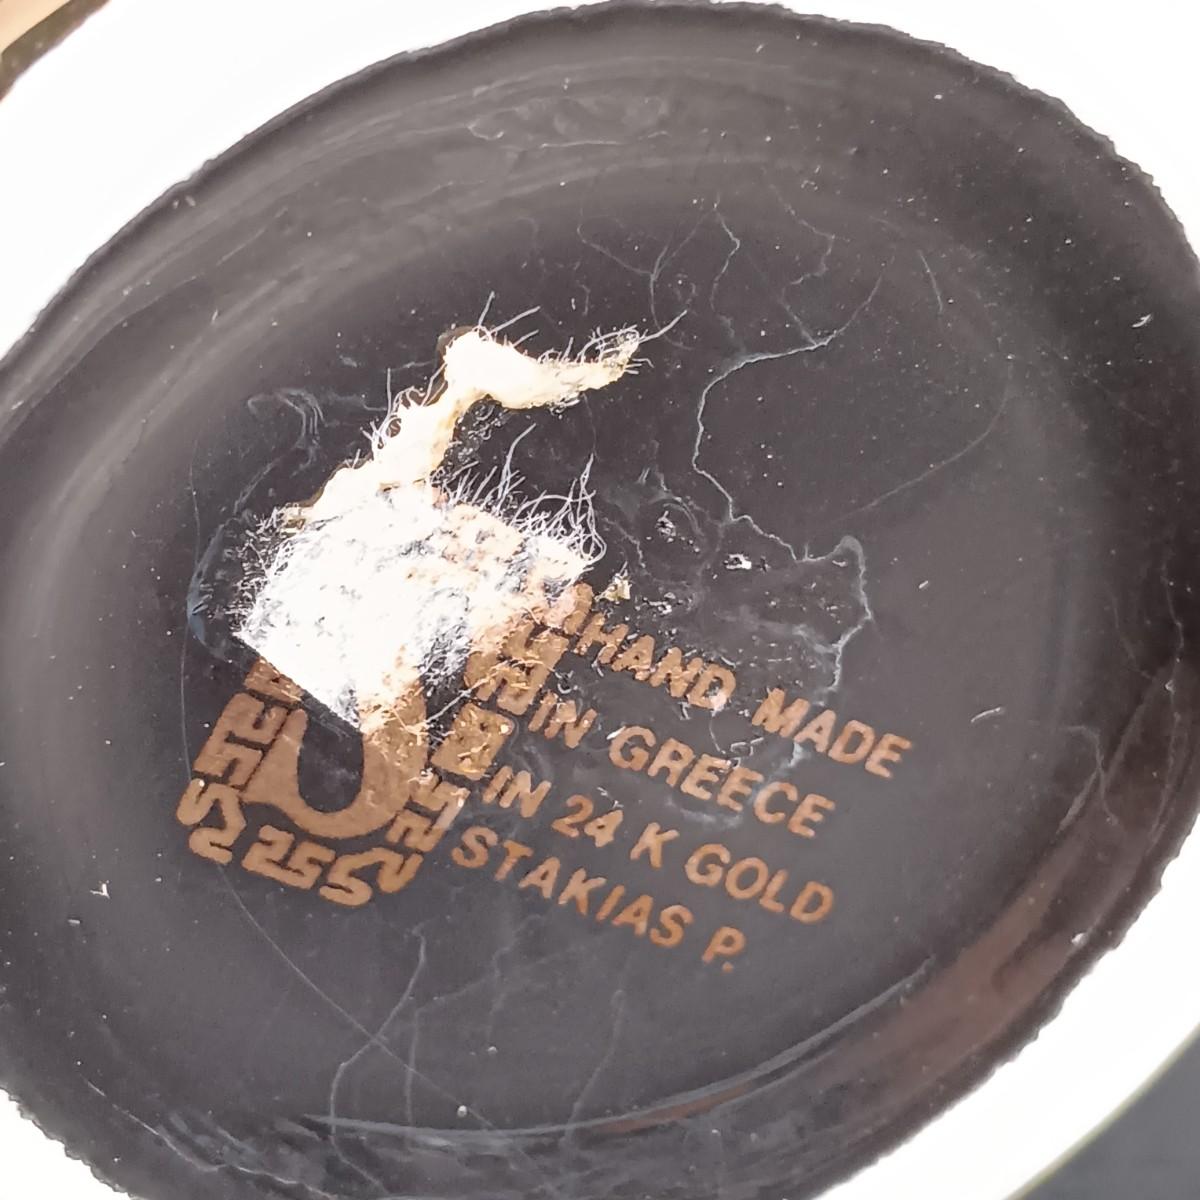 HAND MADE
IN GREECE
IN 24 K GOLD
STAKIAS P.